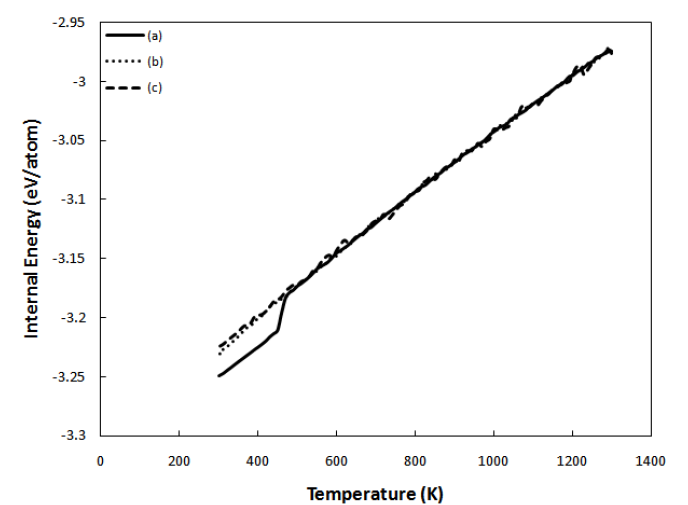 -2.95
(a)
(b)
(c)
-3
-3.05
-3.1
-3.15
-3.2
-3.25
-3.3
Internal Energy (eV/atom)
0 200 400 600 800 1000 1200 1400
Temperature (K)